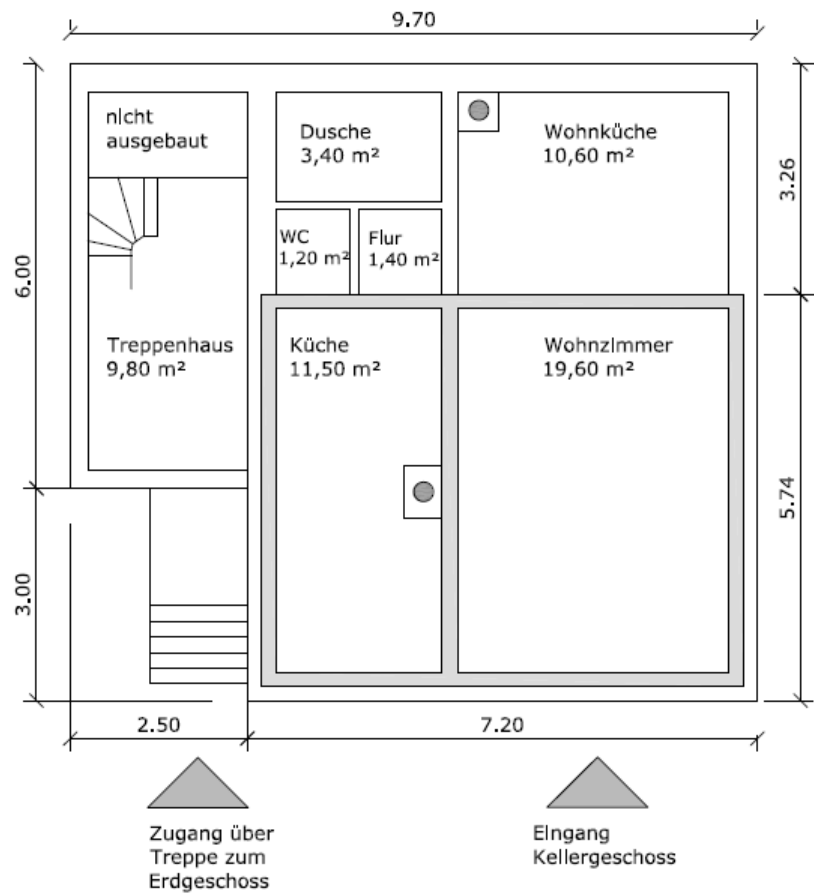 9.70
nicht
ausgebaut
Dusche
3,40 m²
Wohnküche
10,60 m²
3.26
WC
1,20 m²
Flur
1,40 m²
6.00
Treppenhaus
9,80 m²
Küche
11,50 m²
Wohnzimmer
19,60 m²
5.74
3.00
2.50
7.20
Zugang über
Treppe zum
Erdgeschoss
Eingang
Kellergeschoss